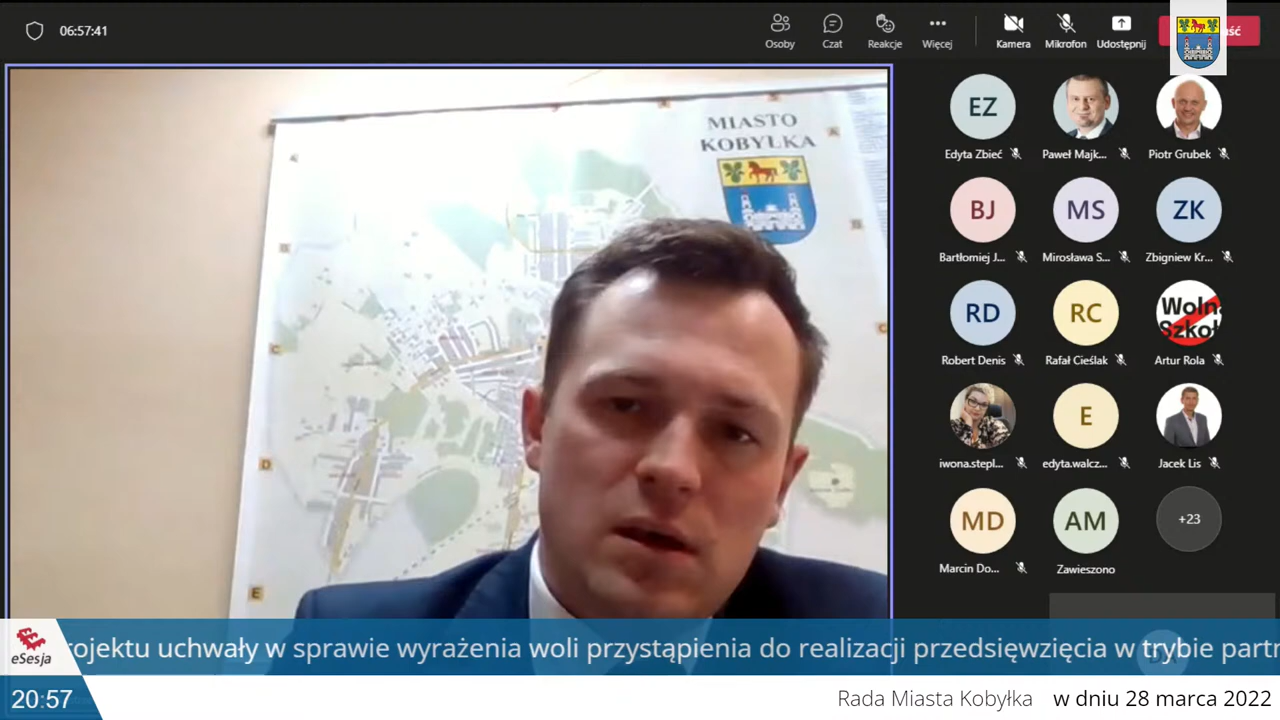 06:57:41
Osoby
Czat
Reakcje
Więcej
Kamera
Mikrofon
Udostępnij
MIASTO
KOBYŁKA
A
A
B
B
C
C
D
E
EZ
Edyta Zbieć
Paweł Majk...
Piotr Grubek
BJ
Bartłomiej J...
MS
Mirosława S...
ZK
Zbigniew Kr...
RD
Robert Denis
RC
Rafał Cieślak
Woln
Szkoł
Artur Rola
iwona.stepl...
E
edyta.walcz...
Jacek Lis
MD
Marcin Do...
AM
Zawieszono
+23
eSesja
rojektu uchwały w sprawie wyrażenia woli przystąpienia do realizacji przedsięwzięcia w trybie partn
20:57
Rada Miasta Kobyłka w dniu 28 marca 2022